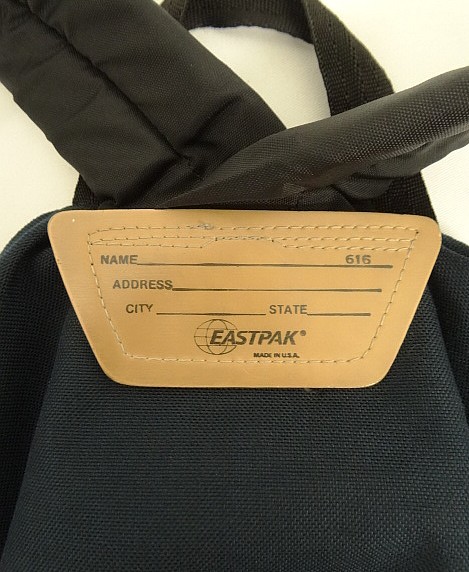 NAME 616
ADDRESS
CITY STATE
EASTPAK®
MADE IN U.S.A.